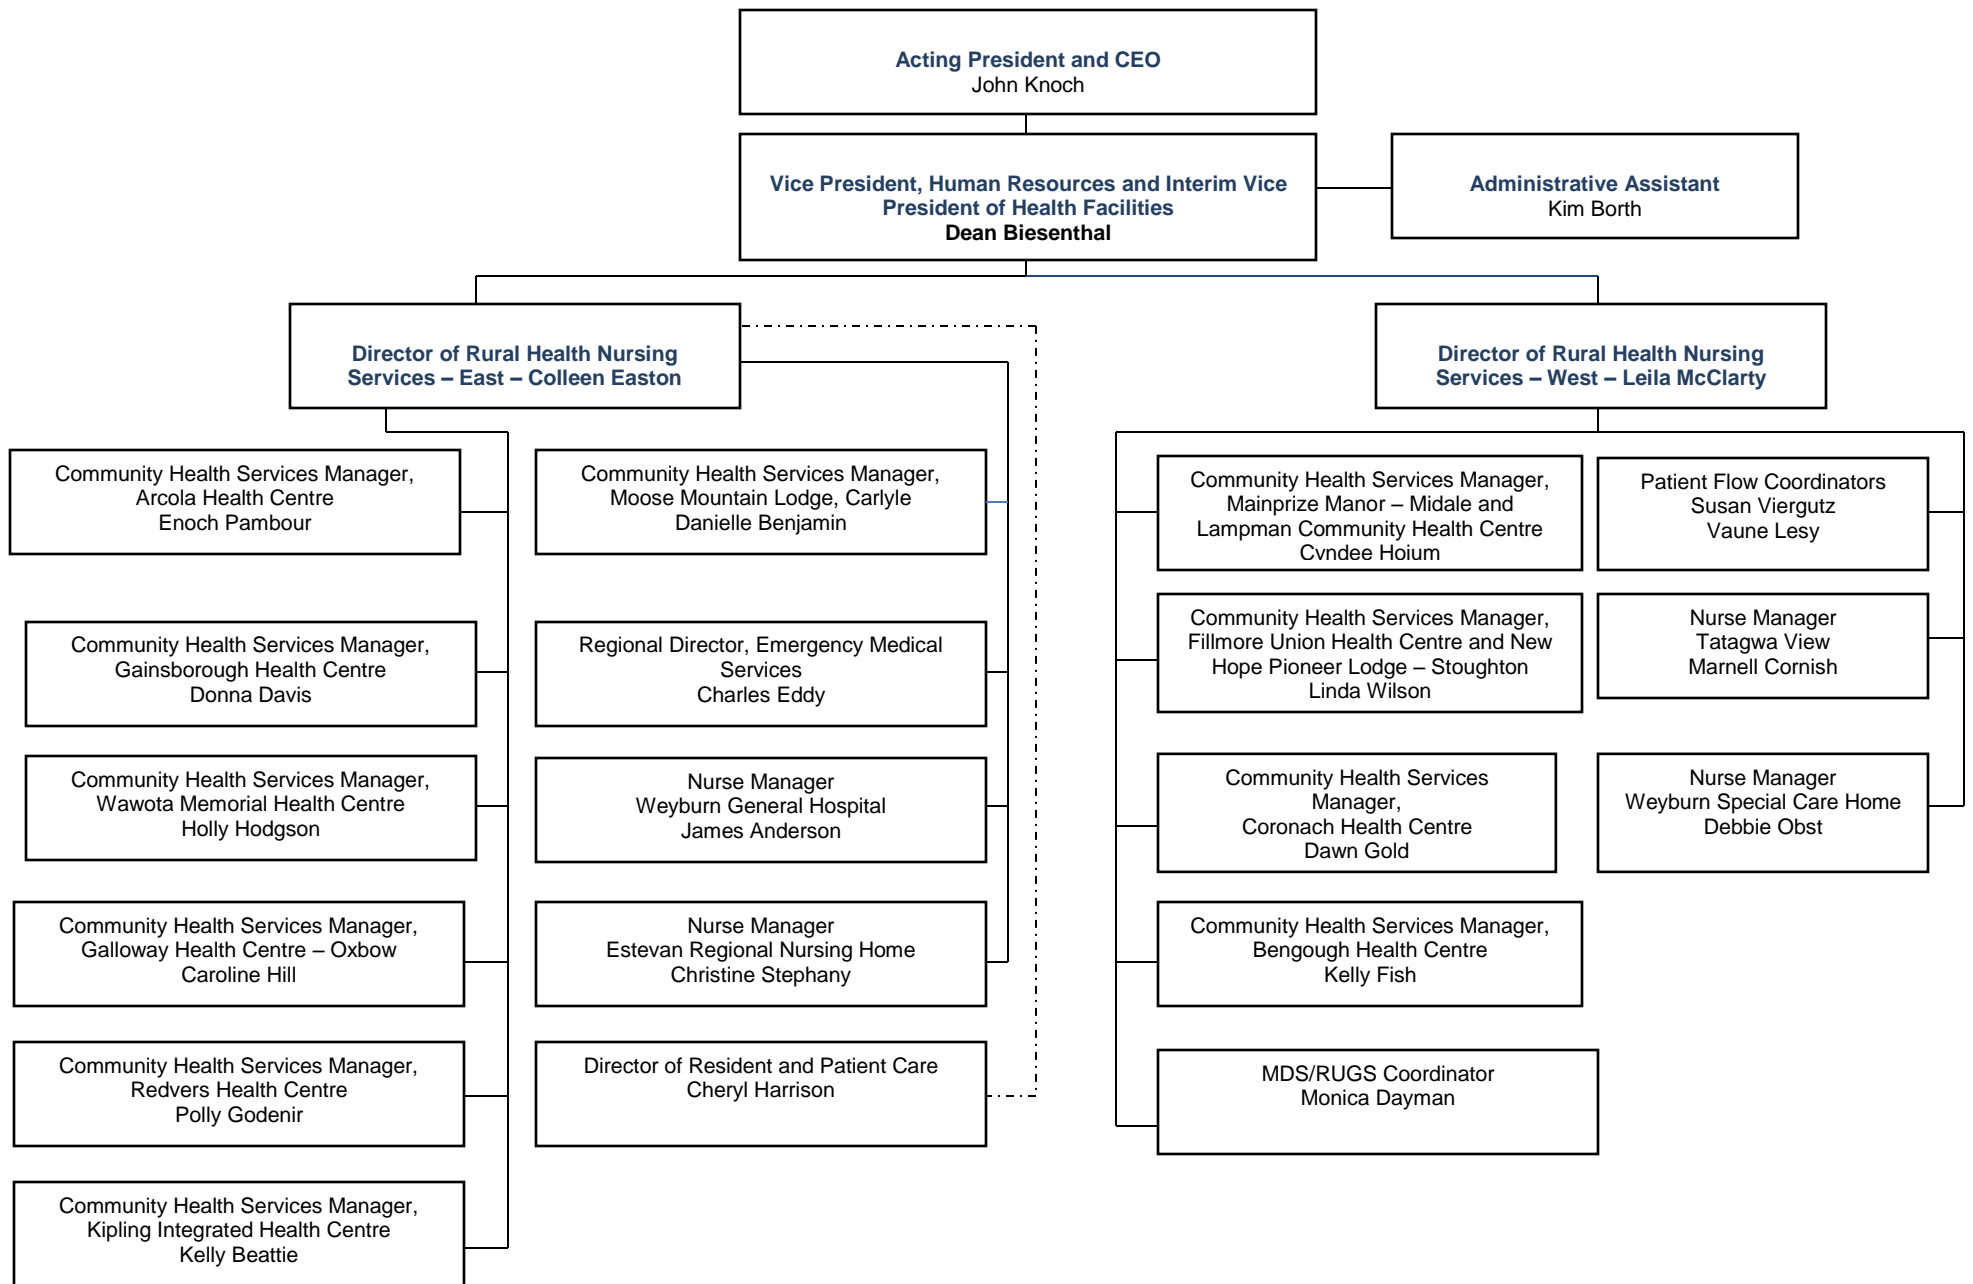 Acting President and CEO
John Knoch
Vice President, Human Resources and Interim Vice
President of Health Facilities
Dean Biesenthal
Administrative Assistant
Kim Borth
Director of Rural Health Nursing
Services – East – Colleen Easton
Director of Rural Health Nursing
Services – West – Leila McClarty
Community Health Services Manager,
Arcola Health Centre
Enoch Pambour
Community Health Services Manager,
Moose Mountain Lodge, Carlyle
Danielle Benjamin
Community Health Services Manager,
Mainprize Manor – Midale and
Lampman Community Health Centre
Cyndee Hoium
Patient Flow Coordinators
Susan Viergutz
Vaune Lesy
Community Health Services Manager,
Gainsborough Health Centre
Donna Davis
Regional Director, Emergency Medical
Services
Charles Eddy
Community Health Services Manager,
Fillmore Union Health Centre and New
Hope Pioneer Lodge – Stoughton
Linda Wilson
Nurse Manager
Tatagwa View
Marnell Cornish
Community Health Services Manager,
Wawota Memorial Health Centre
Holly Hodgson
Nurse Manager
Weyburn General Hospital
James Anderson
Community Health Services
Manager,
Coronach Health Centre
Dawn Gold
Nurse Manager
Weyburn Special Care Home
Debbie Obst
Community Health Services Manager,
Galloway Health Centre – Oxbow
Caroline Hill
Nurse Manager
Estevan Regional Nursing Home
Christine Stephany
Community Health Services Manager,
Bengough Health Centre
Kelly Fish
Community Health Services Manager,
Redvers Health Centre
Polly Godenir
Director of Resident and Patient Care
Cheryl Harrison
MDS/RUGS Coordinator
Monica Dayman
Community Health Services Manager,
Kipling Integrated Health Centre
Kelly Beattie